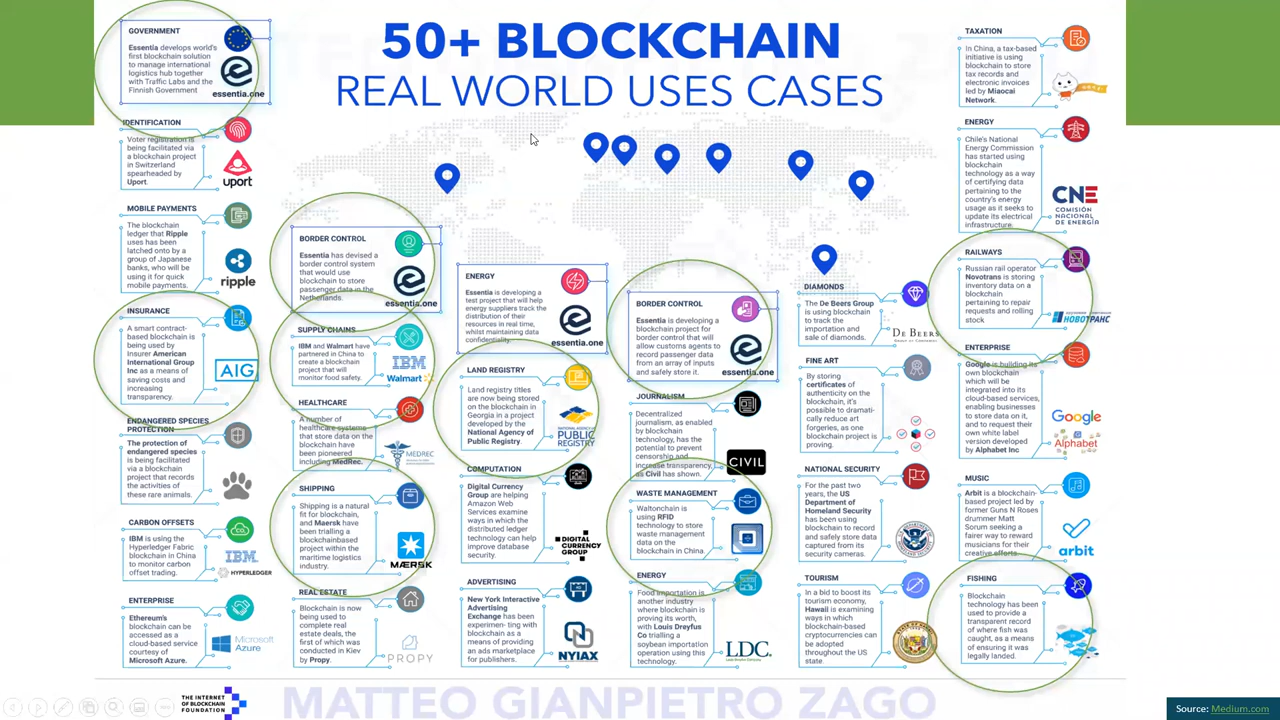 50+ BLOCKCHAIN
REAL WORLD USES CASES
GOVERNMENT
Essentia develops world's
first blockchain solution
to manage international
logistics hub together
with Traffic Labs and the
Finnish Government
essentia.one
IDENTIFICATION
Voter registration is
being facilitated via
a blockchain project
in Switzerland
spearheaded by
Uport.
uport
MOBILE PAYMENTS
The blockchain
ledger that Ripple
uses has been
latched onto by a
group of Japanese
banks, who will be
using it for quick
mobile payments.
ripple
INSURANCE
A smart contract-
based blockchain is
being used by
insurer American
International Group
Inc as a means of
saving costs and
increasing
transparency.
AIG
ENDANGERED SPECIES
PROTECTION
The protection of
endangered species
is being facilitated
via a blockchain
project that records
the activities of
these rare animals.
CARBON OFFSETS
IBM is using the
Hyperledger Fabric
blockchain in China
to monitor carbon
offset trading.
IBM
HYPERLEDGER
ENTERPRISE
Ethereum's
blockchain can be
accessed as a
cloud-based service
courtesy of
Microsoft Azure.
Microsoft
Azure
BORDER CONTROL
Essentia has devised a
border control system
that would use
blockchain to store
passenger data in the
Netherlands.
essentia.one
SUPPLY CHAINS
IBM and Walmart have
partnered in China to
create a blockchain
project that will
monitor food safety.
IBM
Walmart
HEALTHCARE
A number of
healthcare systems
that store data on the
blockchain have
been pioneered
including MedRec.
MEDREC
SHIPPING
Shipping is a natural
fit for blockchain,
and Maersk have
been trialling a
blockchainbased
project within the
maritime logistics
industry.
MÆRSK
REAL ESTATE
Blockchain is now
being used to
complete real
estate deals, the
first of which was
conducted in Kiev
by Propy.
PROPY
ENERGY
Essentia is developing a
test project that will help
energy suppliers track the
distribution of their
resources in real time,
whilst maintaining data
confidentiality.
essentia.one
LAND REGISTRY
Land registry titles
are now being stored
on the blockchain in
Georgia in a project
developed by the
National Agency of
Public Registry.
NATIONAL AGENCY OF
PUBLIC
REGISTRY
COMPUTATION
Digital Currency
Group are helping
Amazon Web
Services examine
ways in which the
distributed ledger
technology can help
improve database
security.
DIGITAL
CURRENCY
GROUP
ADVERTISING
New York Interactive
Advertising
Exchange has been
experimen- ting with
blockchain as a
means of providing
an ads marketplace
for publishers.
NYIAX
BORDER CONTROL
Essentia is developing a
blockchain project for
border control that will
allow customs agents to
record passenger data
from an array of inputs
and safely store it.
essentia.one
JOURNALISM
Decentralized
journalism, as enabled
by blockchain
technology, has the
potential to prevent
censorship and
increase transparency,
as Civil has shown.
CIVIL
WASTE MANAGEMENT
Waltonchain is
using RFID
technology to store
waste management
data on the
blockchain in China.
ENERGY
Food importation is
another industry
where blockchain is
proving its worth,
with Louis Dreyfus
Co trialling a
soybean importation
operation using this
technology.
LDC.
DIAMONDS
The De Beers Group
is using blockchain
to track the
importation and
sale of diamonds.
DE BEERS
FINE ART
By storing
certificates of
authenticity on the
blockchain, it's
possible to dramati-
cally reduce art
forgeries, as one
blockchain project is
proving.
NATIONAL SECURITY
For the past two
years, the US
Department of
Homeland Security
has been using
blockchain to record
and safely store data
captured from its
security cameras.
TOURISM
In a bid to boost its
tourism economy,
Hawaii is examining
ways in which
blockchain-based
cryptocurrencies can
be adopted
throughout the US
state.
TAXATION
In China, a tax-based
initiative is using
blockchain to store
tax records and
electronic invoices
led by Miaocai
Network.
ENERGY
Chile's National
Energy Commission
has started using
blockchain
technology as a way
of certifying data
pertaining to the
country's energy
usage as it seeks to
update its electrical
infrastructure.
CNE
COMISIÓN
NACIONAL
DE ENERGÍA
RAILWAYS
Russian rail operator
Novotrans is storing
inventory data on a
blockchain
pertaining to repair
requests and rolling
stock
НОВОТРАНС
ENTERPRISE
Google is building its
own blockchain
which will be
integrated into its
cloud-based services,
enabling businesses
to store data on it,
and to request their
own white label
version developed
by Alphabet Inc
Google
Alphabet
MUSIC
Arbit is a blockchain-
based project led by
former Guns N Roses
drummer Matt
Sorum seeking a
fairer way to reward
musicians for their
creative efforts.
arbit
FISHING
Blockchain
technology has been
used to provide a
transparent record
of where fish was
caught, as a means
of ensuring it was
legally landed.
THE INTERNET
OF BLOCKCHAIN
FOUNDATION
MATTEO GIANPIETRO ZAGO
Source: Medium.com